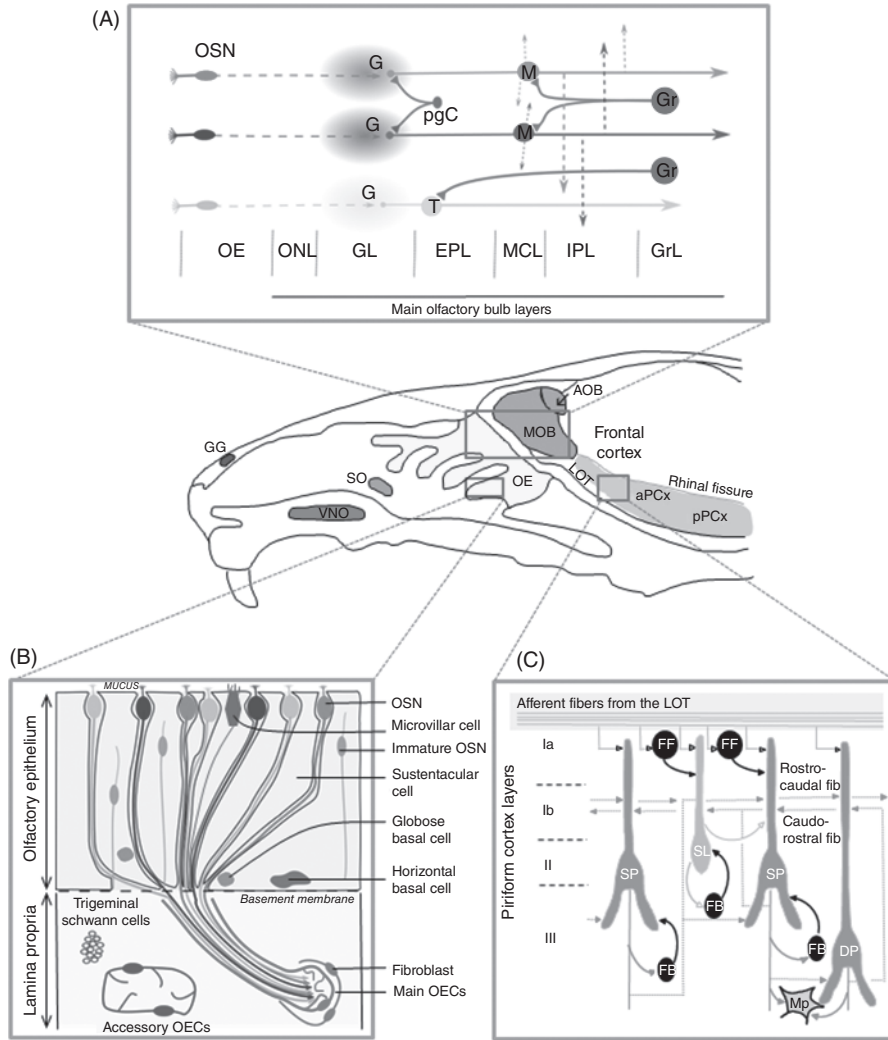 (A)
OSN
G
M
Gr
pgC
G
M
Gr
G
T
OE ONL GL EPL MCL IPL GrL
Main olfactory bulb layers
AOB
MOB
Frontal
cortex
GG
SO
OE
LOT
Rhinal fissure
VNO
aPCx
pPCx
(B)
MUCUS
Olfactory epithelium
OSN
Microvillar cell
Immature OSN
Sustentacular
cell
Globose
basal cell
Horizontal
basal cell
Basement membrane
Lamina propria
Trigeminal
schwann cells
Fibroblast
Main OECs
Accessory OECs
(C)
Afferent fibers from the LOT
Piriform cortex layers
Ia
FF
FF
Rostro-
caudal fib
Ib
Caudo-
rostral fib
II
SP
SL
SP
FB
III
FB
FB
DP
Mp